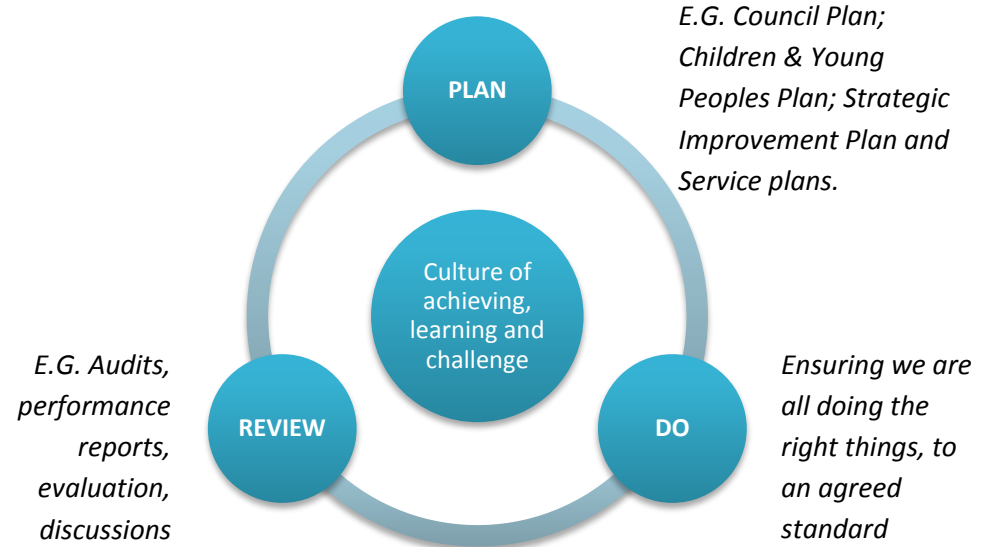 E.G. Council Plan;
Children & Young
Peoples Plan; Strategic
Improvement Plan and
Service plans.
PLAN
Culture of
achieving,
learning and
challenge
E.G. Audits,
performance
reports,
evaluation,
discussions
REVIEW
DO
Ensuring we are
all doing the
right things, to
an agreed
standard